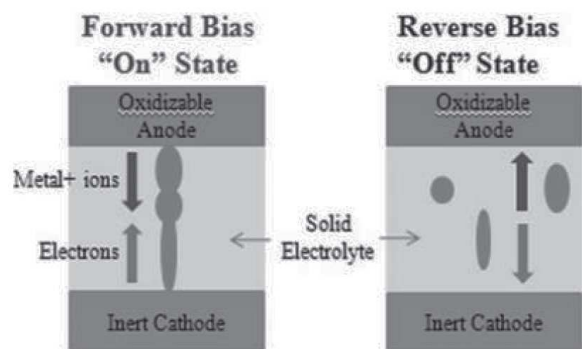 Forward Bias
“On” State
Reverse Bias
“Off” State
Oxidizable
Anode
Oxidizable
Anode
Metal+ ions
Electrons
Solid
Electrolyte
Inert Cathode
Inert Cathode